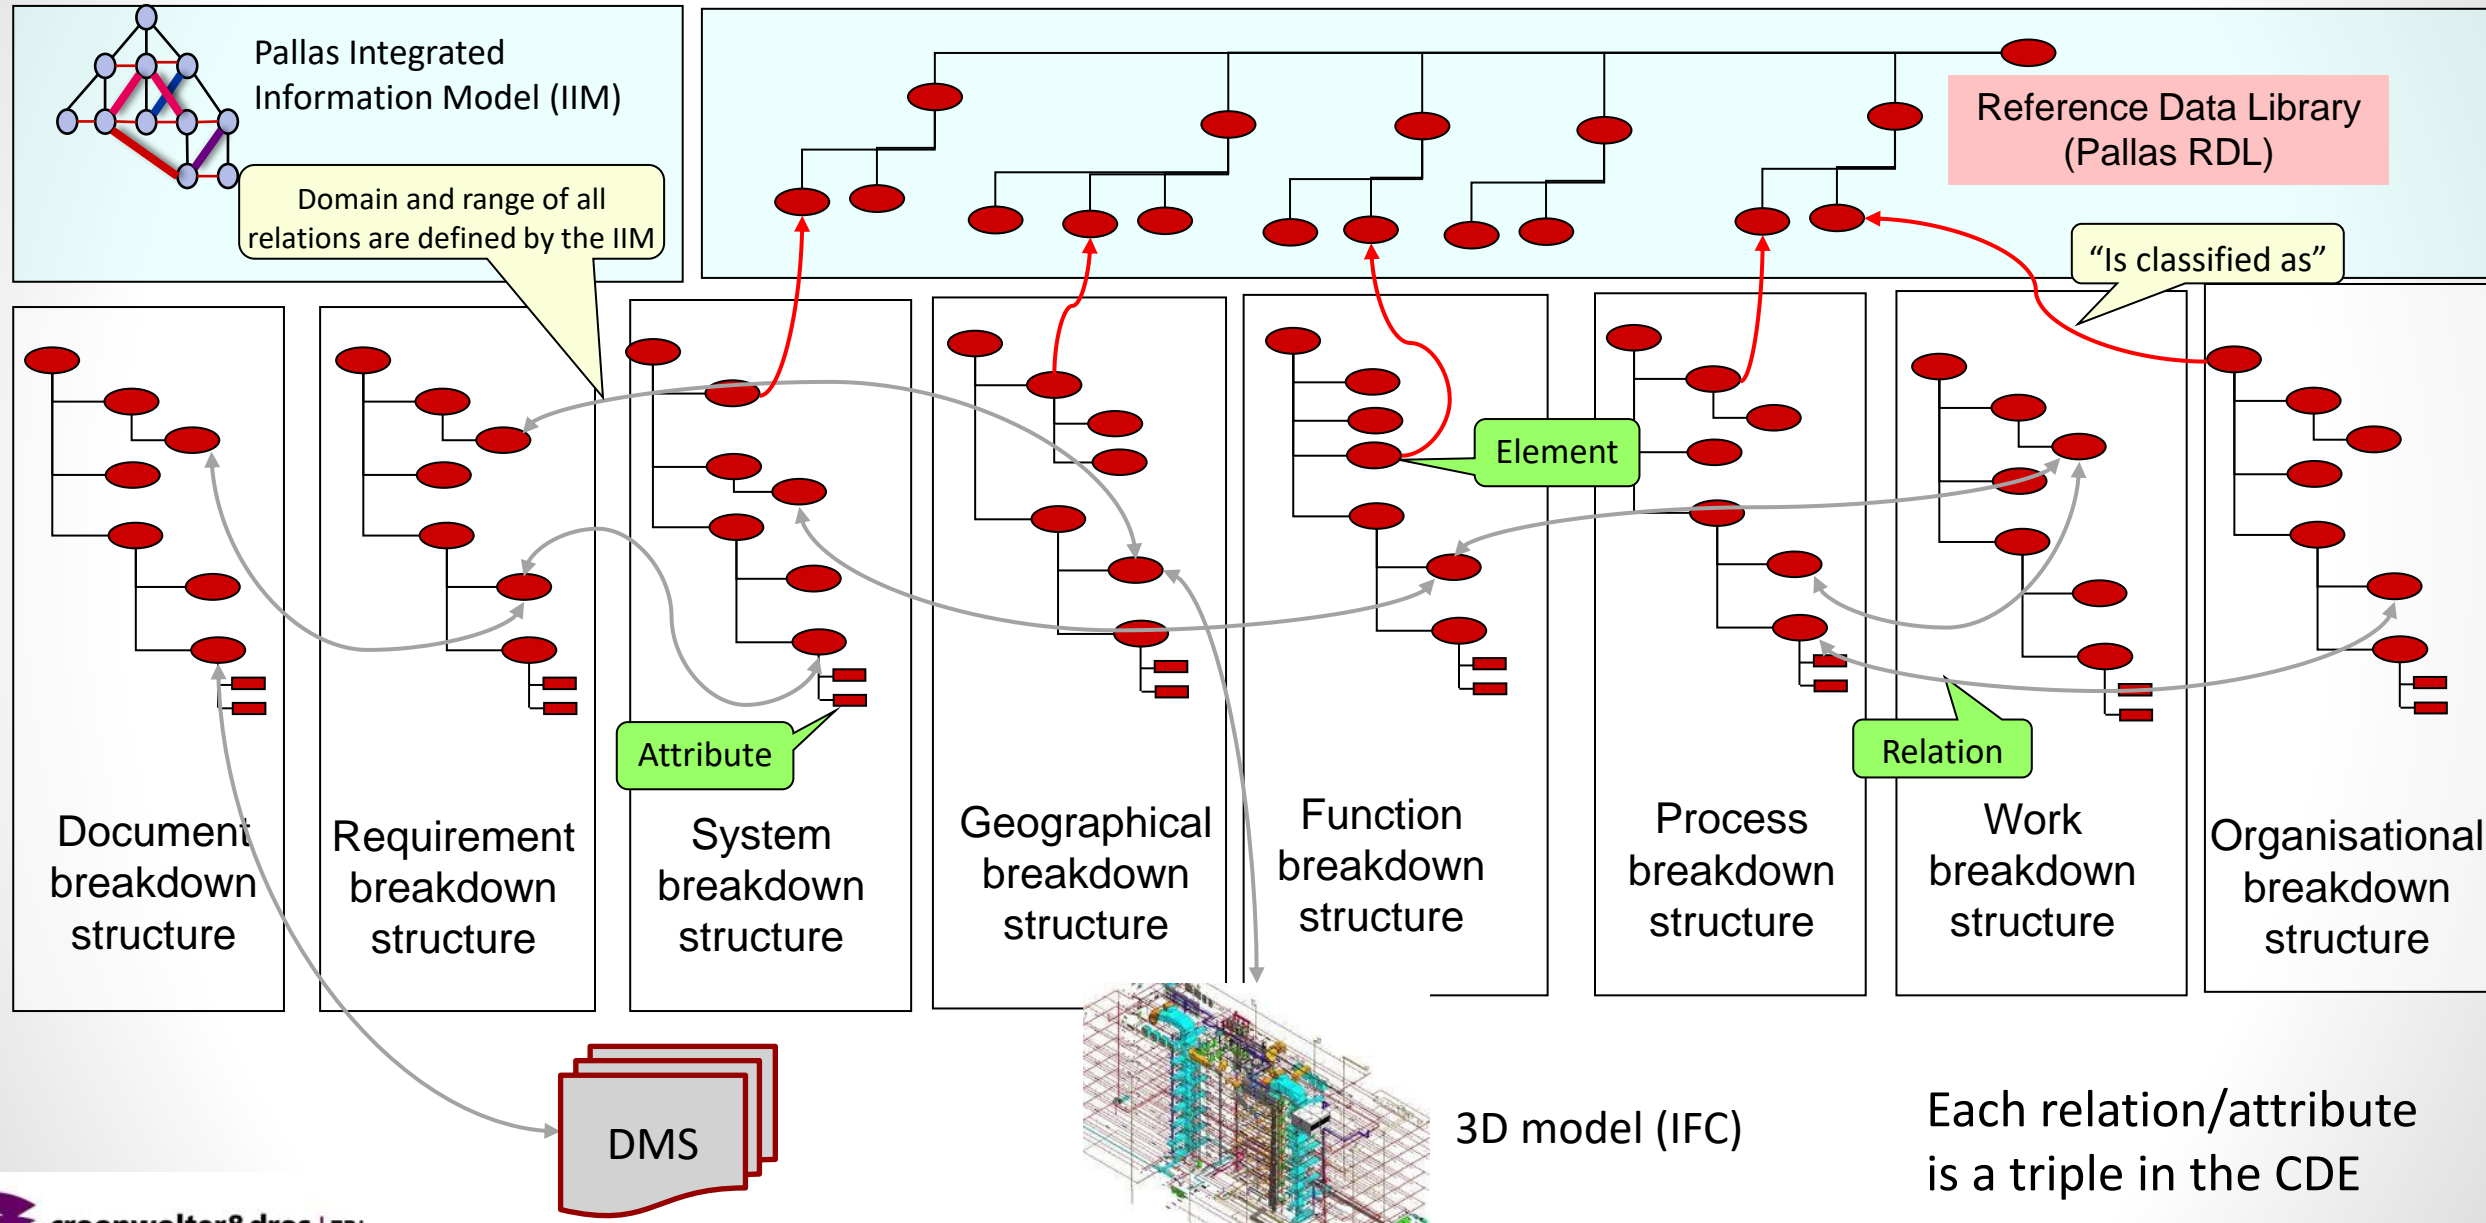 Pallas Integrated
Information Model (IIM)
Reference Data Library
(Pallas RDL)
Domain and range of all
relations are defined by the IIM
“Is classified as”
Element
Attribute
Relation
Document
breakdown
structure
Requirement
breakdown
structure
System
breakdown
structure
Geographical
breakdown
structure
Function
breakdown
structure
Process
breakdown
structure
Work
breakdown
structure
Organisational
breakdown
structure
DMS
3D model (IFC)
Each relation/attribute
is a triple in the CDE